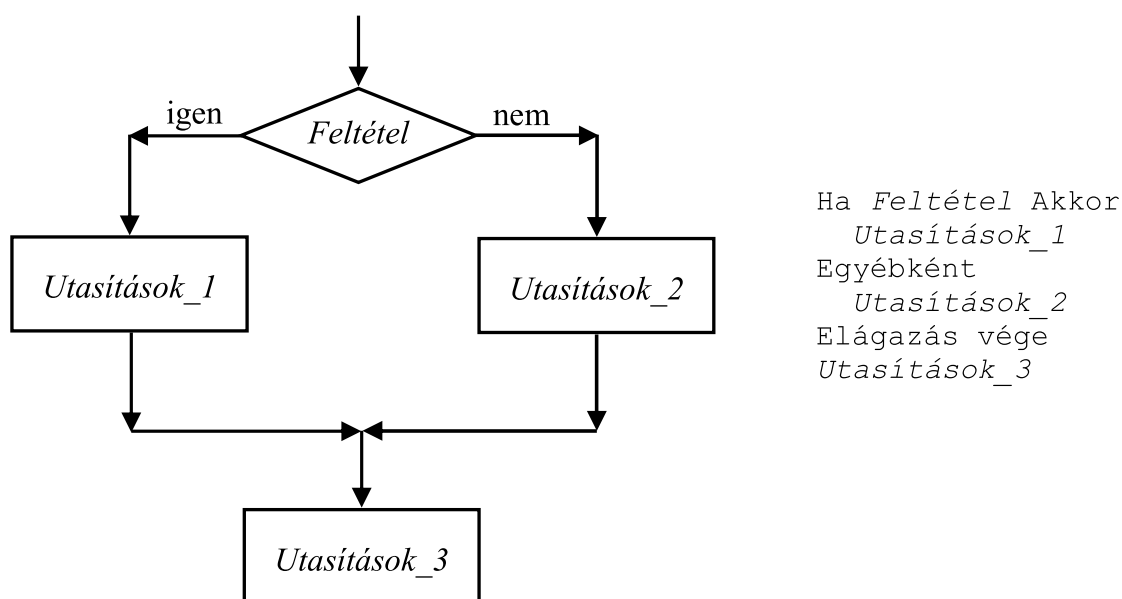 igen
Feltétel
nem
Utasítások_1
Utasítások_2
Utasítások_3
Ha Feltétel Akkor
  Utasítások_1
Egyébként
  Utasítások_2
Elágazás vége
Utasítások_3